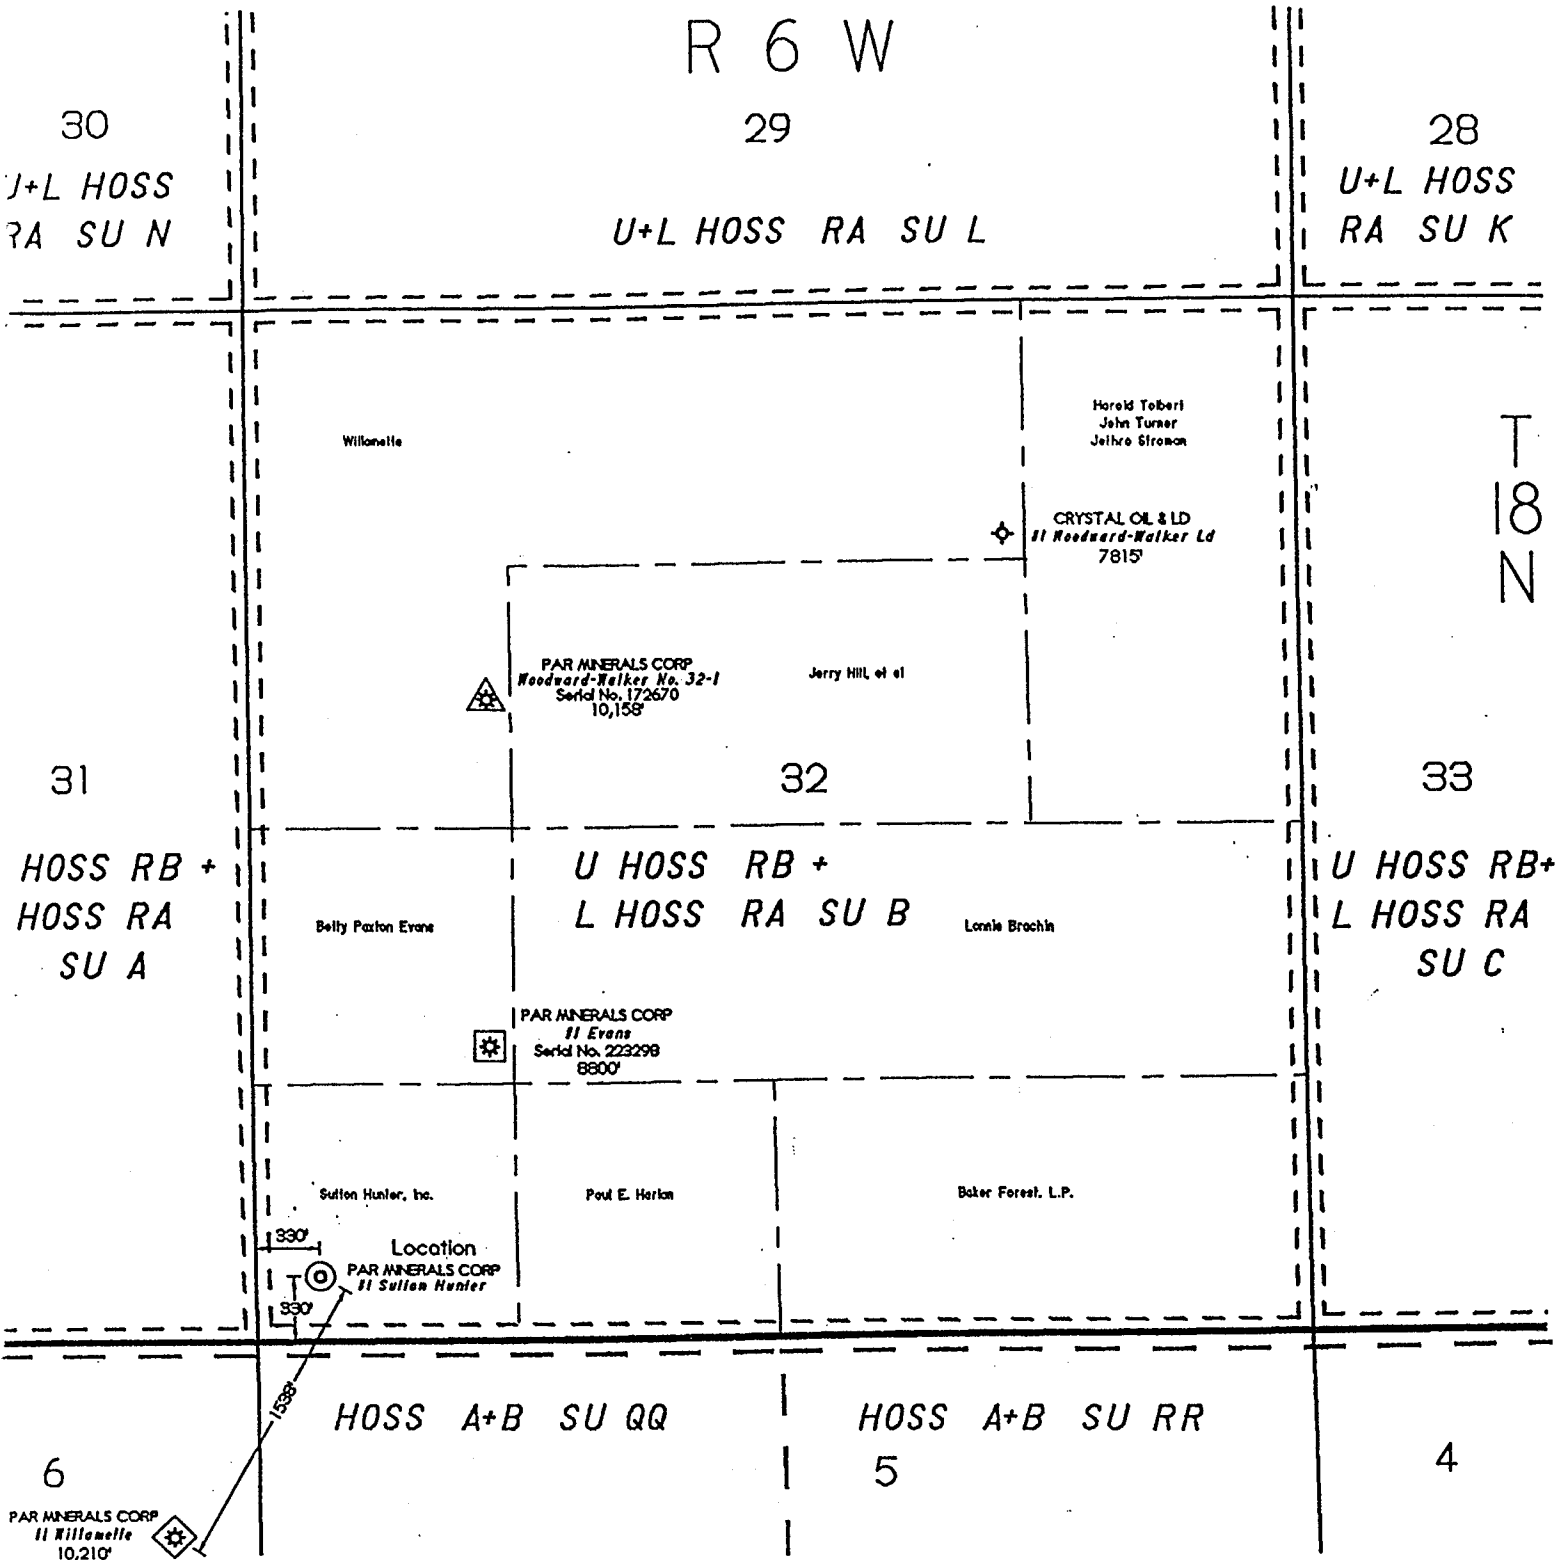 R 6 W
30
29
28
U+L HOSS
RA SU N
U+L HOSS RA SU L
U+L HOSS
RA SU K
T
18
N
Willamette
Harold Tolbert
John Turner
Jethro Stroman
CRYSTAL OIL & LD
#1 Woodward-Walker Ld
7815'
PAR MINERALS CORP
Woodward-Walker No. 32-1
Serial No. 172670
10,158'
Jerry Hill, et al
31
32
33
HOSS RB +
HOSS RA
SU A
U HOSS RB +
L HOSS RA SU B
U HOSS RB+
L HOSS RA
SU C
Betty Paxton Evans
Lonnie Brachin
PAR MINERALS CORP
#1 Evans
Serial No. 223298
8800'
Sutton Hunter, Inc.
Paul E. Harlan
Baker Forest, L.P.
330'
Location
PAR MINERALS CORP
#1 Sutton Hunter
330'
1538'
HOSS A+B SU QQ
HOSS A+B SU RR
6
5
4
PAR MINERALS CORP
#1 Willamette
10,210'